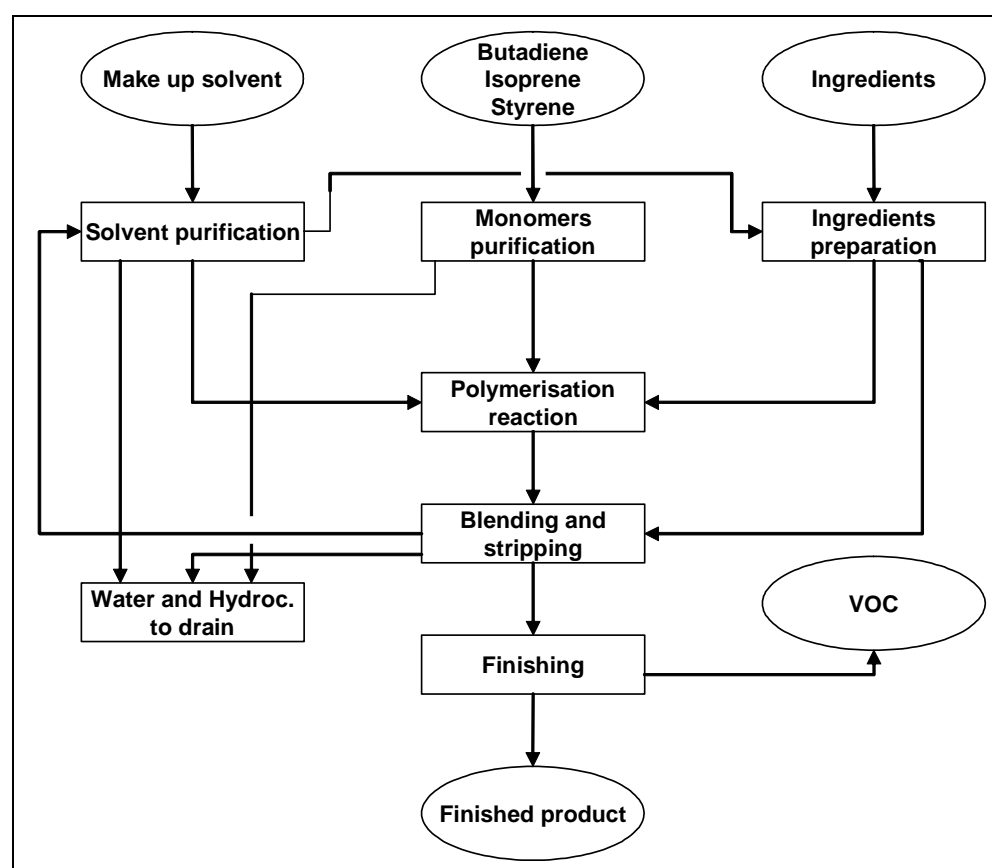 Make up solvent
Butadiene
Isoprene
Styrene
Ingredients
Solvent purification
Monomers
purification
Ingredients
preparation
Polymerisation
reaction
Blending and
stripping
Water and Hydroc.
to drain
VOC
Finishing
Finished product